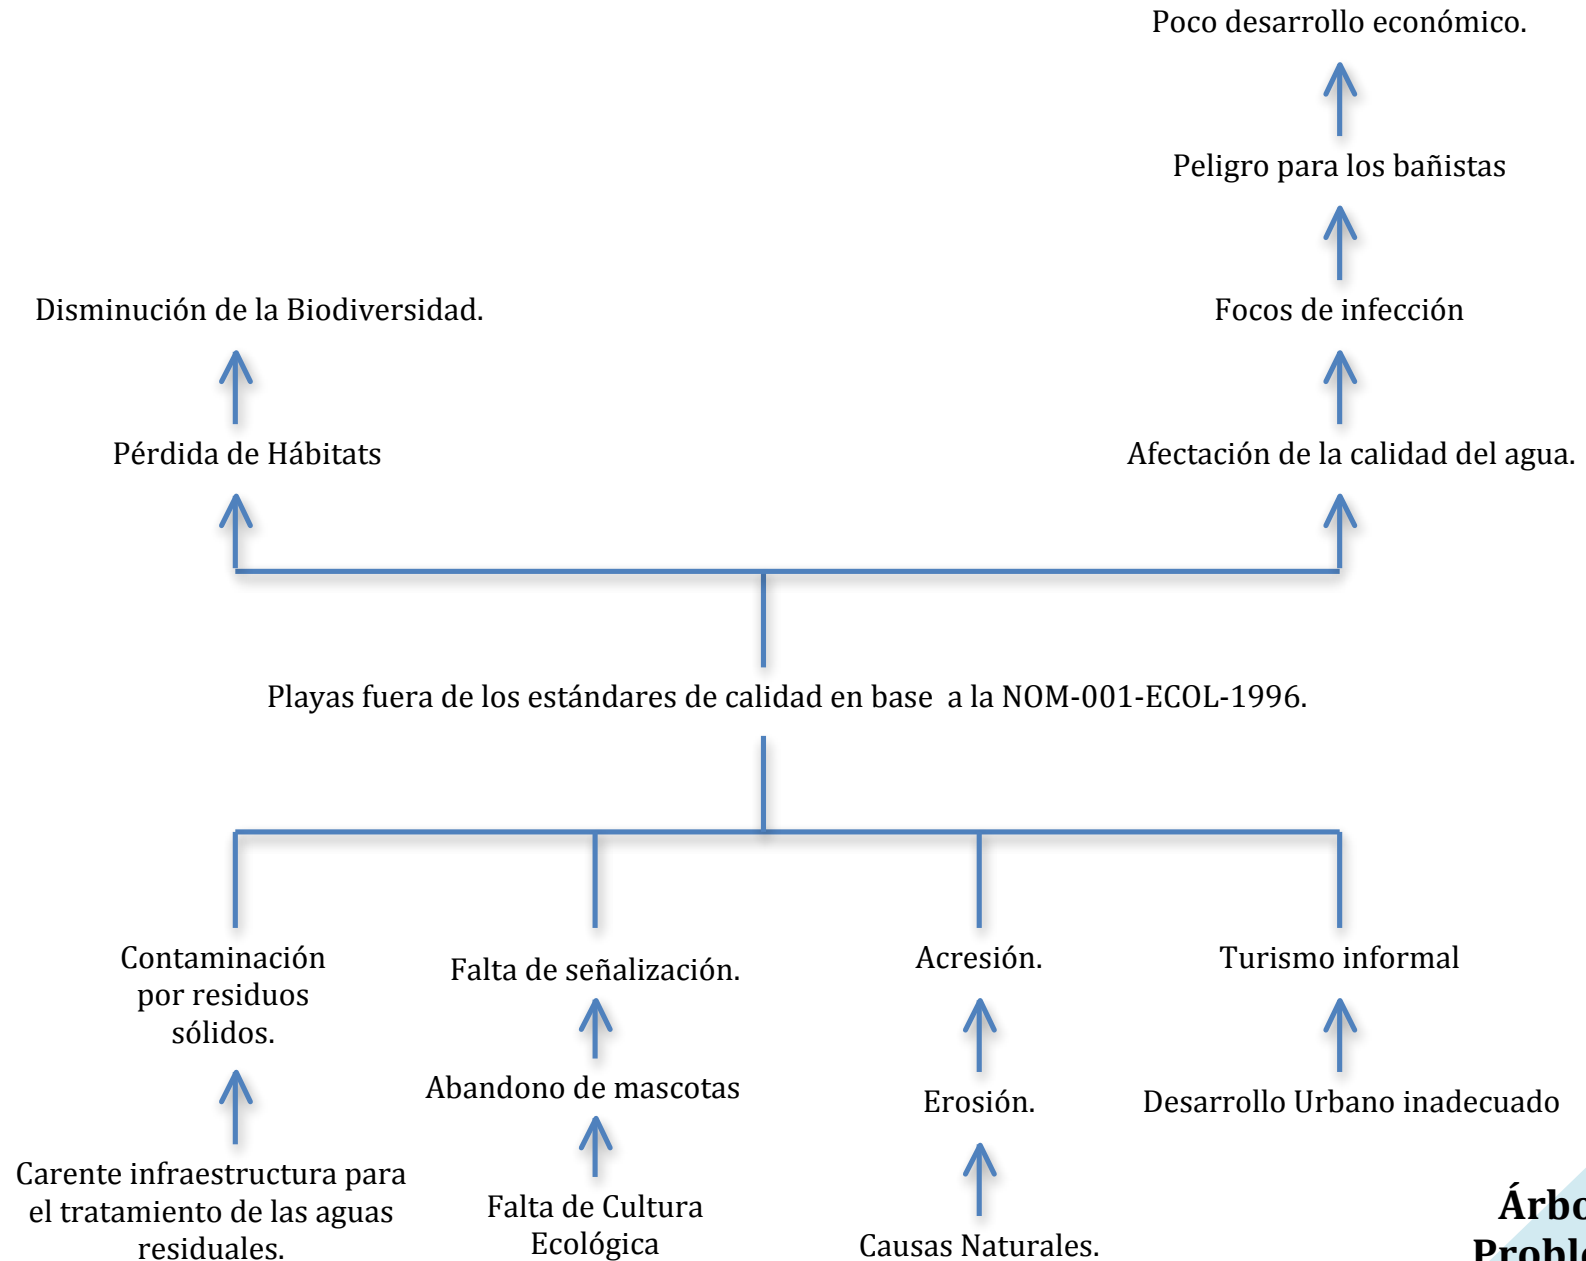 Poco desarrollo económico.
Peligro para los bañistas
Disminución de la Biodiversidad.
Focos de infección
Pérdida de Hábitats
Afectación de la calidad del agua.
Playas fuera de los estándares de calidad en base a la NOM-001-ECOL-1996.
Contaminación
por residuos
sólidos.
Falta de señalización.
Acresión.
Turismo informal
Abandono de mascotas
Erosión.
Desarrollo Urbano inadecuado
Carente infraestructura para
el tratamiento de las aguas
residuales.
Falta de Cultura
Ecológica
Causas Naturales.